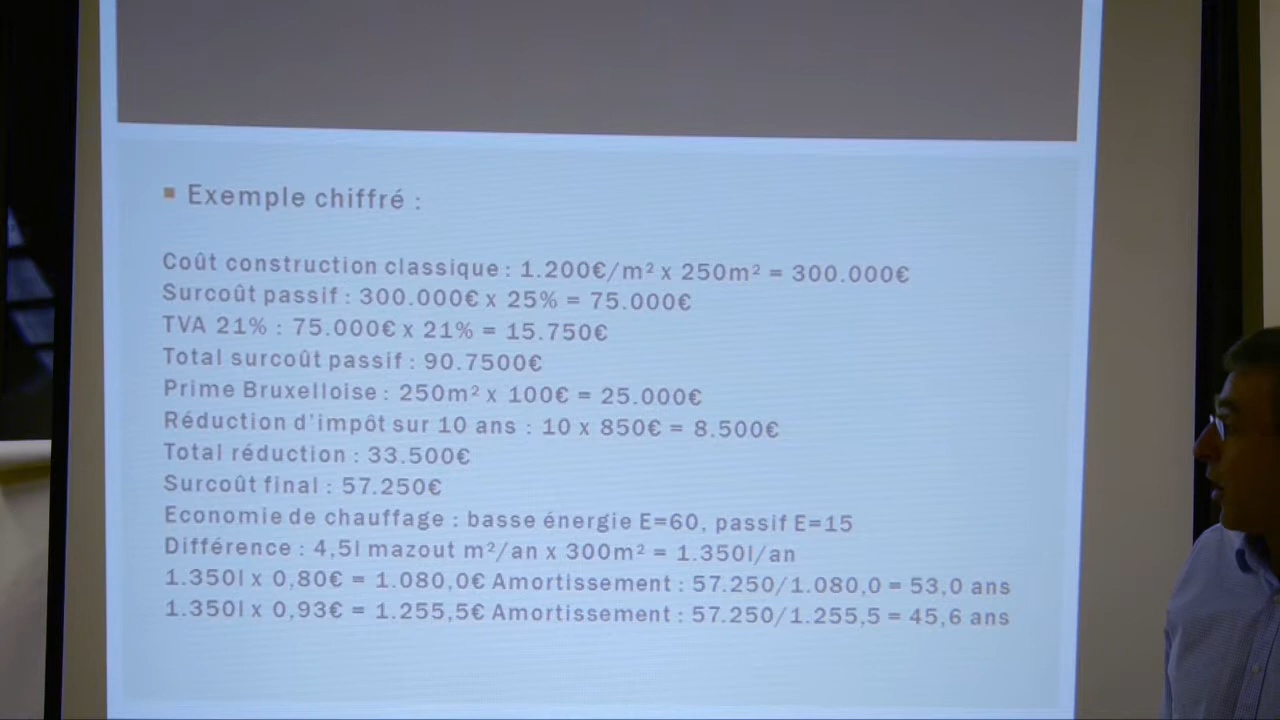 Exemple chiffré :
Coût construction classique : 1.200€/m² x 250m² = 300.000€
Surcoût passif : 300.000€ x 25% = 75.000€
TVA 21% : 75.000€ x 21% = 15.750€
Total surcoût passif : 90.7500€
Prime Bruxelloise : 250m² x 100€ = 25.000€
Réduction d'impôt sur 10 ans : 10 x 850€ = 8.500€
Total réduction : 33.500€
Surcoût final : 57.250€
Economie de chauffage : basse énergie E=60, passif E=15
Différence : 4,5l mazout m²/an x 300m² = 1.350l/an
1.350l x 0,80€ = 1.080,0€ Amortissement : 57.250/1.080,0 = 53,0 ans
1.350l x 0,93€ = 1.255,5€ Amortissement : 57.250/1.255,5 = 45,6 ans